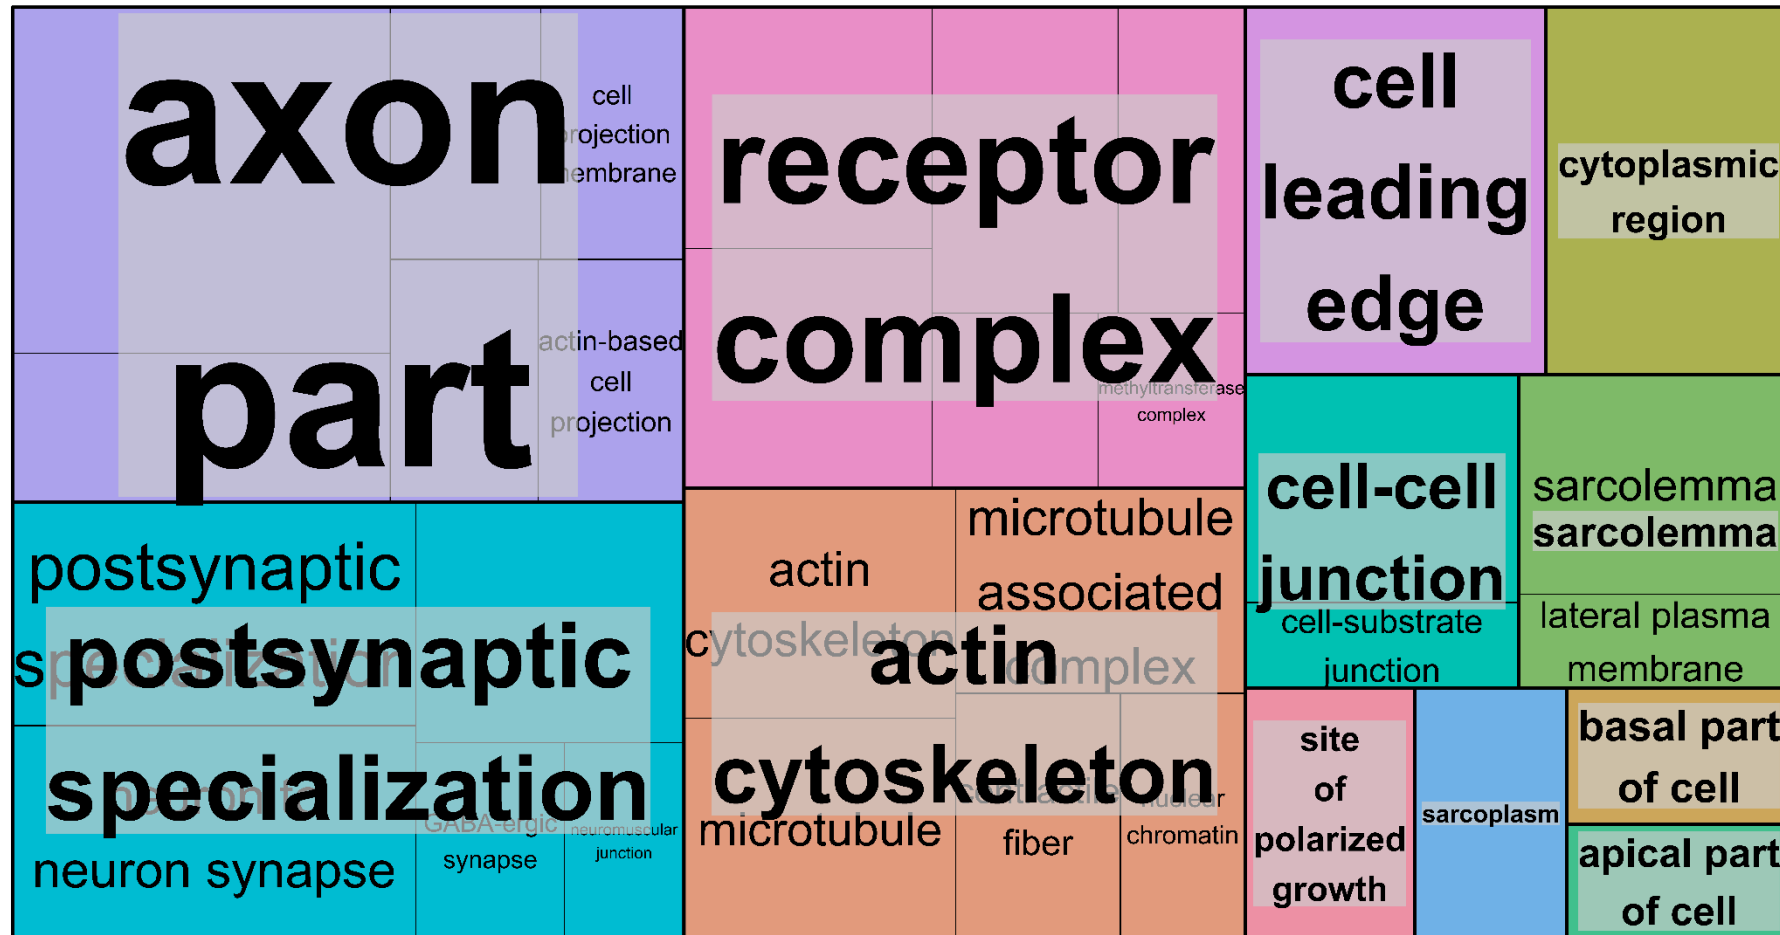 axon
part
cell
projection
membrane
actin-based
cell
projection
receptor
complex
methyltransferase
complex
cell
leading
edge
cytoplasmic
region
postsynaptic
specialization
postsynaptic
specialization
neuron synapse
GABA-ergic
synapse
neuromuscular
junction
actin
cytoskeleton
microtubule
associated
complex
actin
cytoskeleton
microtubule
contractile
fiber
nuclear
chromatin
cell-cell
junction
cell-substrate
junction
sarcolemma
sarcolemma
lateral plasma
membrane
site
of
polarized
growth
sarcoplasm
basal part
of cell
apical part
of cell